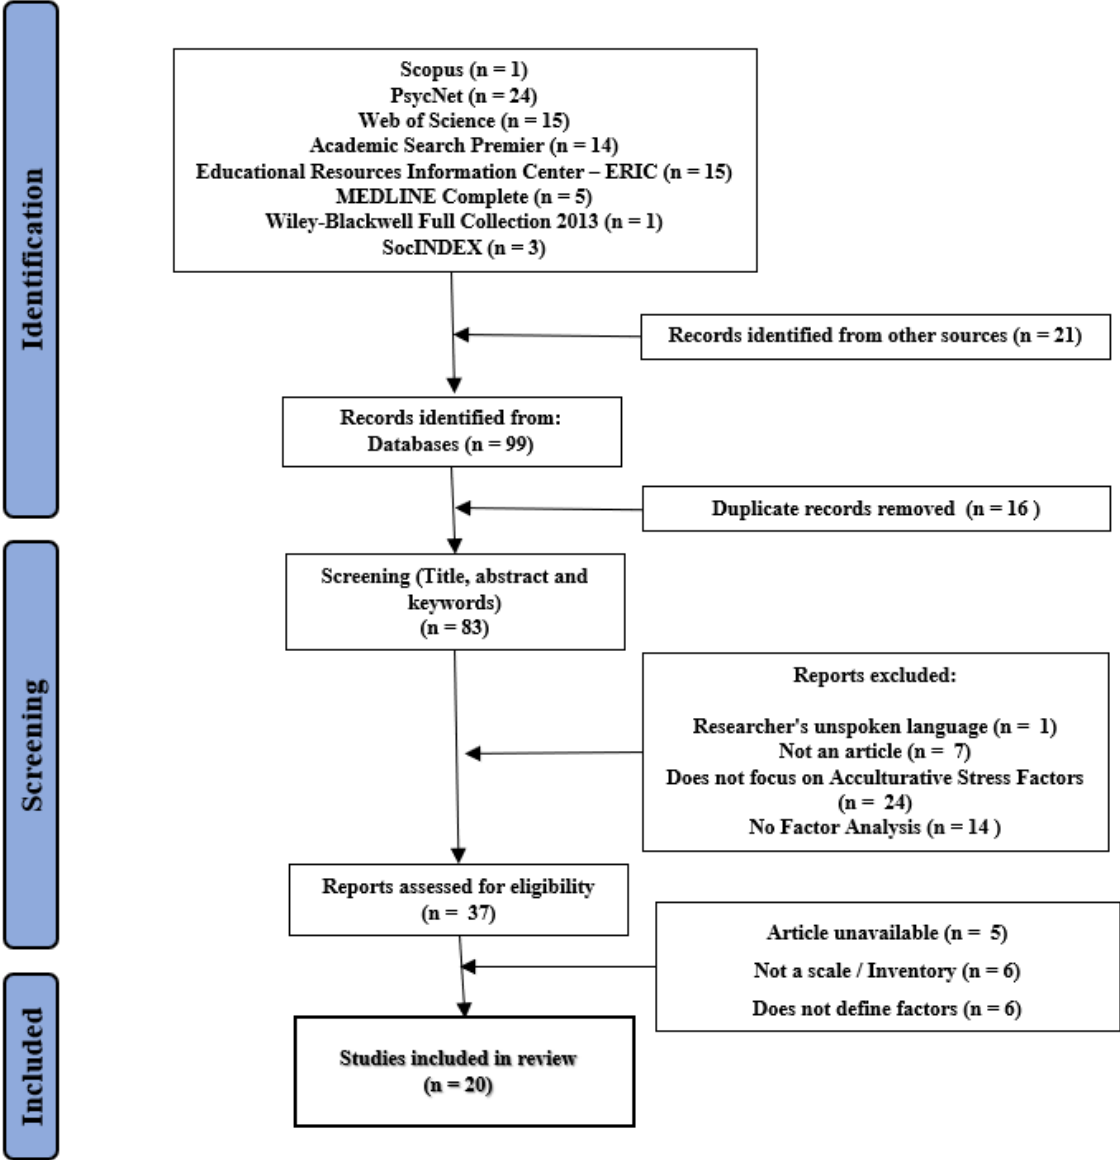 Identification
Scopus (n = 1)
PsycNet (n = 24)
Web of Science (n = 15)
Academic Search Premier (n = 14)
Educational Resources Information Center – ERIC (n = 15)
MEDLINE Complete (n = 5)
Wiley-Blackwell Full Collection 2013 (n = 1)
SocINDEX (n = 3)
Records identified from other sources (n = 21)
Records identified from:
Databases (n = 99)
Duplicate records removed  (n = 16 )
Screening
Screening (Title, abstract and
keywords)
(n = 83)
Reports excluded:
Researcher's unspoken language (n =  1)
Not an article (n =  7)
Does not focus on Acculturative Stress Factors
(n =  24)
No Factor Analysis (n = 14 )
Reports assessed for eligibility
(n =  37)
Article unavailable (n =  5)
Not a scale / Inventory (n = 6)
Does not define factors (n = 6)
Included
Studies included in review
(n = 20)